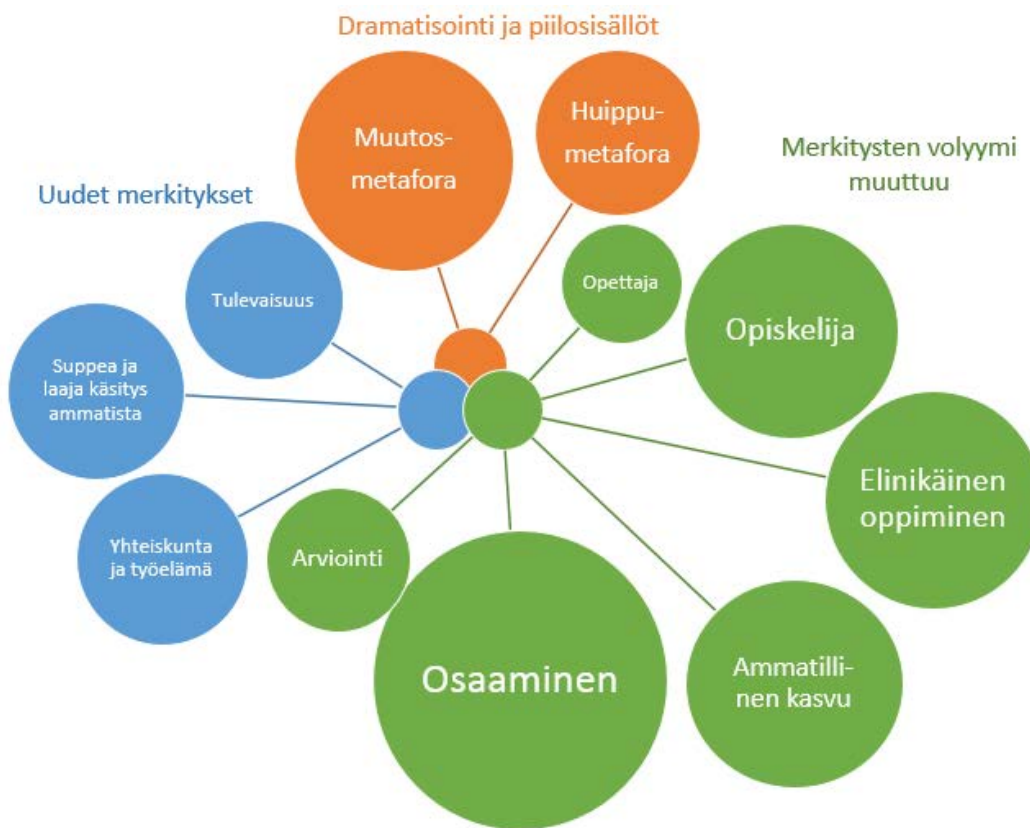 Dramatisointi ja piilosisällöt
Muutos-
metafora
Huippu-
metafora
Merkitysten volyymi
muuttuu
Uudet merkitykset
Tulevaisuus
Opettaja
Opiskelija
Suppea ja
laaja käsitys
ammatista
Elinikäinen
oppiminen
Yhteiskunta
ja työelämä
Arviointi
Osaaminen
Ammatilli-
nen kasvu